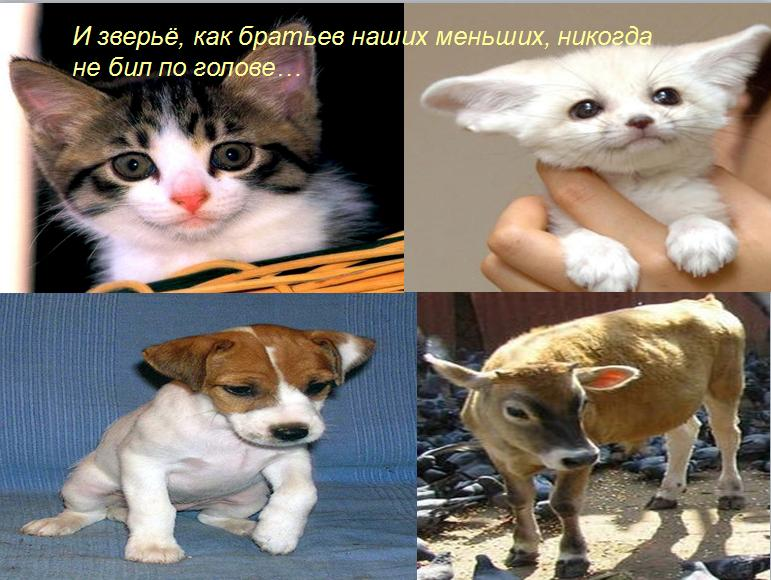 И зверьё, как братьев наших меньших, никогда
не бил по голове…